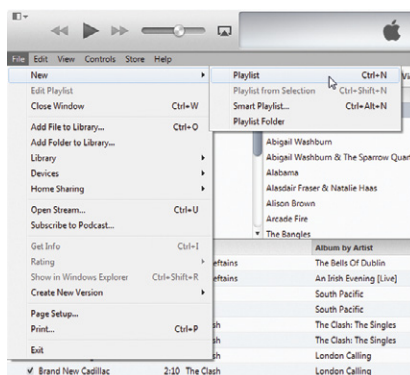 File Edit View Controls Store Help
New
Edit Playlist
Close Window Ctrl+W
Add File to Library... Ctrl+O
Add Folder to Library...
Library
Devices
Home Sharing
Open Stream... Ctrl+U
Subscribe to Podcast...
Get Info Ctrl+I
Rating
Show in Windows Explorer Ctrl+Shift+R
Create New Version
Page Setup...
Print... Ctrl+P
Exit
Playlist Ctrl+N
Playlist from Selection Ctrl+Shift+N
Smart Playlist... Ctrl+Alt+N
Playlist Folder
Abigail Washburn
Abigail Washburn & The Sparrow Quar
Alabama
Alasdair Fraser & Natalie Haas
Alison Brown
Arcade Fire
The Bangles
Album by Artist
eftains The Bells Of Dublin
eftains An Irish Evening [Live]
South Pacific
South Pacific
sh The Clash: The Singles
sh The Clash: The Singles
sh London Calling
Brand New Cadillac 2:10 The Clash London Calling